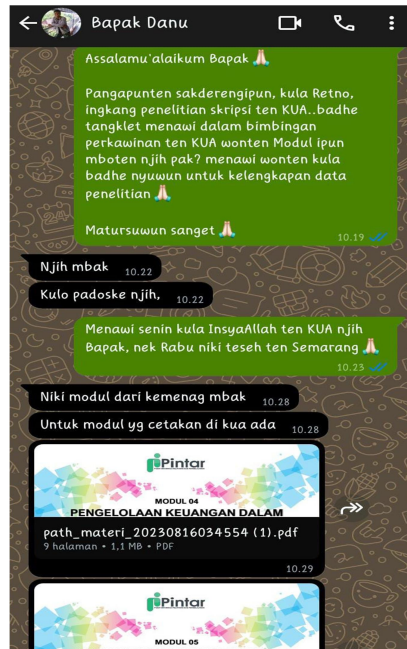 Bapak Danu
Assalamu'alaikum Bapak 🙏🏻
Pangapunten sakderengipun, kula Retno,
ingkang penelitian skripsi ten KUA..badhe
tangklet menawi dalam bimbingan
perkawinan ten KUA wonten Modul ipun
mboten njih pak? menawi wonten kula
badhe nyuwun untuk kelengkapan data
penelitian 🙏🏻
Matursuwun sanget 🙏🏻
10.19
Njih mbak 10.22
Kulo padoske njih, 10.22
Menawi senin kula InsyaAllah ten KUA njih
Bapak, nek Rabu niki teseh ten Semarang 🙏🏻
10.23
Niki modul dari kemenag mbak 10.28
Untuk modul yg cetakan di kua ada 10.28
Pintar
MODUL 04
PENGELOLAAN KEUANGAN DALAM
path_materi_20230816034554 (1).pdf
9 halaman • 1,1 MB • PDF
10.29
Pintar
MODUL 05